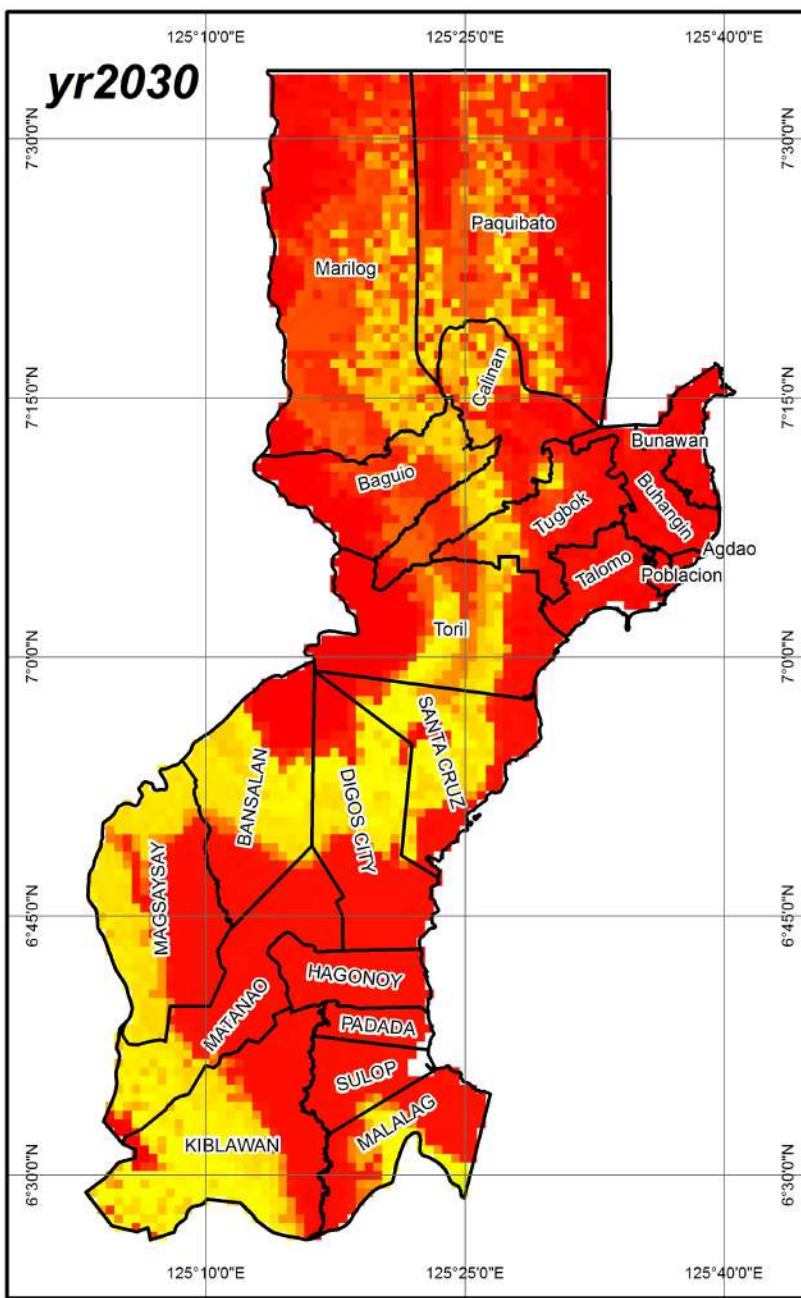 125°10'0"E
125°25'0"E
125°40'0"E
yr2030
7°30'0"N
7°30'0"N
Paquibato
Marilog
Calinan
7°15'0"N
7°15'0"N
Bunawan
Baguio
Buhangin
Tugbok
Agdao
Talomo
Poblacion
Toril
7°0'0"N
7°0'0"N
SANTA CRUZ
BANSALAN
DIGOS CITY
MAGSAYSAY
6°45'0"N
6°45'0"N
HAGONOY
MATANAO
PADADA
SULOP
MALALAG
KIBLAWAN
6°30'0"N
6°30'0"N
125°10'0"E
125°25'0"E
125°40'0"E